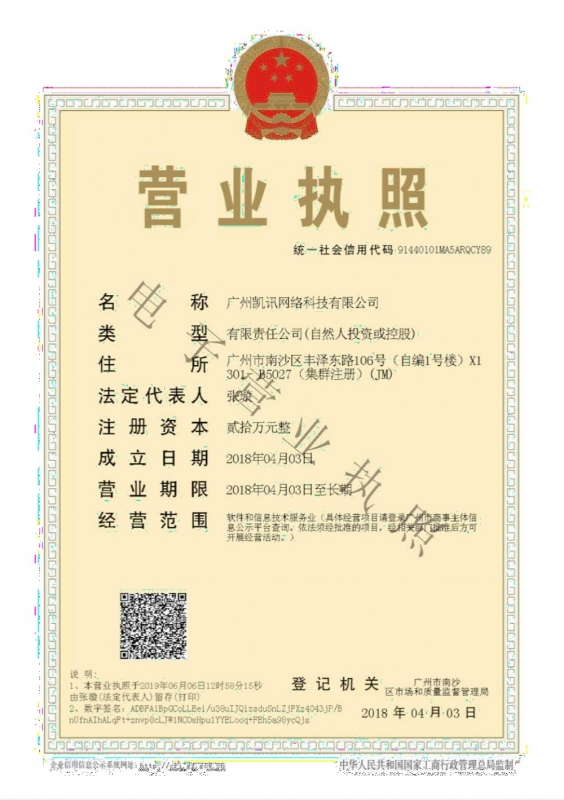 营业执照
统一社会信用代码 91440101MA5ARQCY89
名称 广州凯讯网络科技有限公司
类型 有限责任公司(自然人投资或控股)
住所 广州市南沙区丰泽东路106号（自编1号楼）X1
301 B5027（集群注册）(JM)
法定代表人 张璇
注册资本 贰拾万元整
成立日期 2018年04月03日
营业期限 2018年04月03日至长期
经营范围 软件和信息技术服务业（具体经营项目请登录广州市商事主体信
息公示平台查询。依法须经批准的项目，经相关部门批准后方可
开展经营活动。）
电子营业执照
说明:
1、本营业执照于2019年06月06日12时58分15秒
由张璇(法定代表人)留存(打印)
2、数字签名:
登记机关 广州市南沙
区市场和质量监督管理局
2018 年 04 月 03 日
企业信用信息公示系统网址:
中华人民共和国国家工商行政管理总局监制